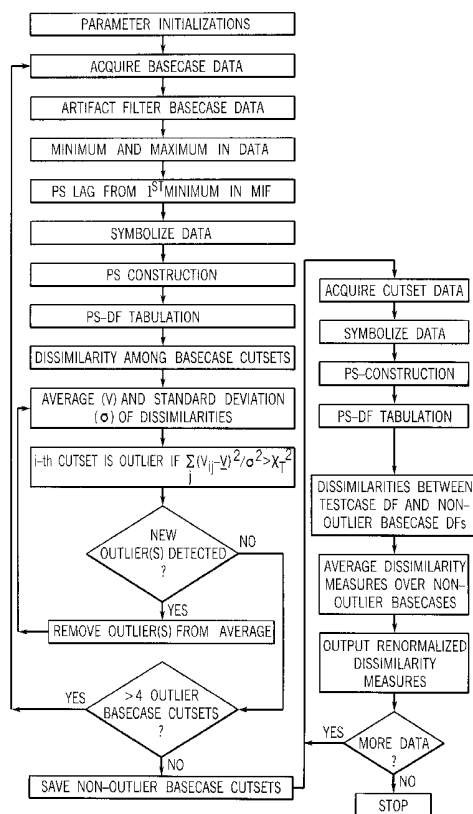 PARAMETER INITIALIZATIONS
ACQUIRE BASECASE DATA
ARTIFACT FILTER BASECASE DATA
MINIMUM AND MAXIMUM IN DATA
PS LAG FROM 1ST MINIMUM IN MIF
SYMBOLIZE DATA
PS CONSTRUCTION
PS-DF TABULATION
DISSIMILARITY AMONG BASECASE CUTSETS
AVERAGE (V) AND STANDARD DEVIATION
(σ) OF DISSIMILARITIES
i-th CUTSET IS OUTLIER IF ∑j(Vij-V)²/σ²>χT²
NEW
OUTLIER(S) DETECTED
?
NO
YES
REMOVE OUTLIER(S) FROM AVERAGE
YES
>4 OUTLIER
BASECASE CUTSETS
?
NO
SAVE NON-OUTLIER BASECASE CUTSETS
ACQUIRE CUTSET DATA
SYMBOLIZE DATA
PS-CONSTRUCTION
PS-DF TABULATION
DISSIMILARITIES BETWEEN
TESTCASE DF AND NON-
OUTLIER BASECASE DFs
AVERAGE DISSIMILARITY
MEASURES OVER NON-
OUTLIER BASECASES
OUTPUT RENORMALIZED
DISSIMILARITY
MEASURES
YES
MORE DATA
?
NO
STOP